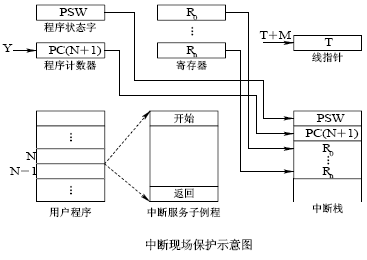 PSW
程序状态字
Y
PC(N+1)
程序计数器
R₀
⋮
Rₙ
寄存器
T+M
T
线指针
N
N−1
⋮
⋮
用户程序
开始
返回
中断服务子例程
PSW
PC(N+1)
R₀
⋮
Rₙ
中断栈
中断现场保护示意图